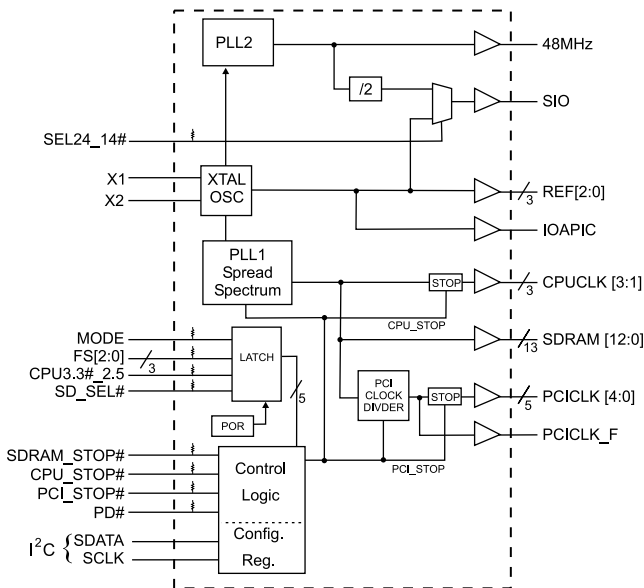 PLL2
48MHz
/2
SIO
SEL24_14#
X1
X2
XTAL
OSC
REF[2:0]
3
IOAPIC
PLL1
Spread
Spectrum
STOP
CPUCLK [3:1]
3
CPU_STOP
MODE
FS[2:0]
3
CPU3.3#_2.5
SD_SEL#
LATCH
5
SDRAM [12:0]
13
POR
PCI
CLOCK
DIVDER
STOP
PCICLK [4:0]
5
PCICLK_F
PCI_STOP
SDRAM_STOP#
CPU_STOP#
PCI_STOP#
PD#
I²C { SDATA
SCLK
Control
Logic
Config.
Reg.